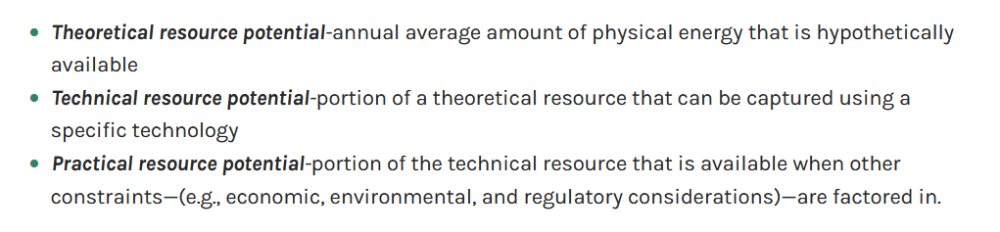 • Theoretical resource potential-annual average amount of physical energy that is hypothetically
available
• Technical resource potential-portion of a theoretical resource that can be captured using a
specific technology
• Practical resource potential-portion of the technical resource that is available when other
constraints—(e.g., economic, environmental, and regulatory considerations)—are factored in.